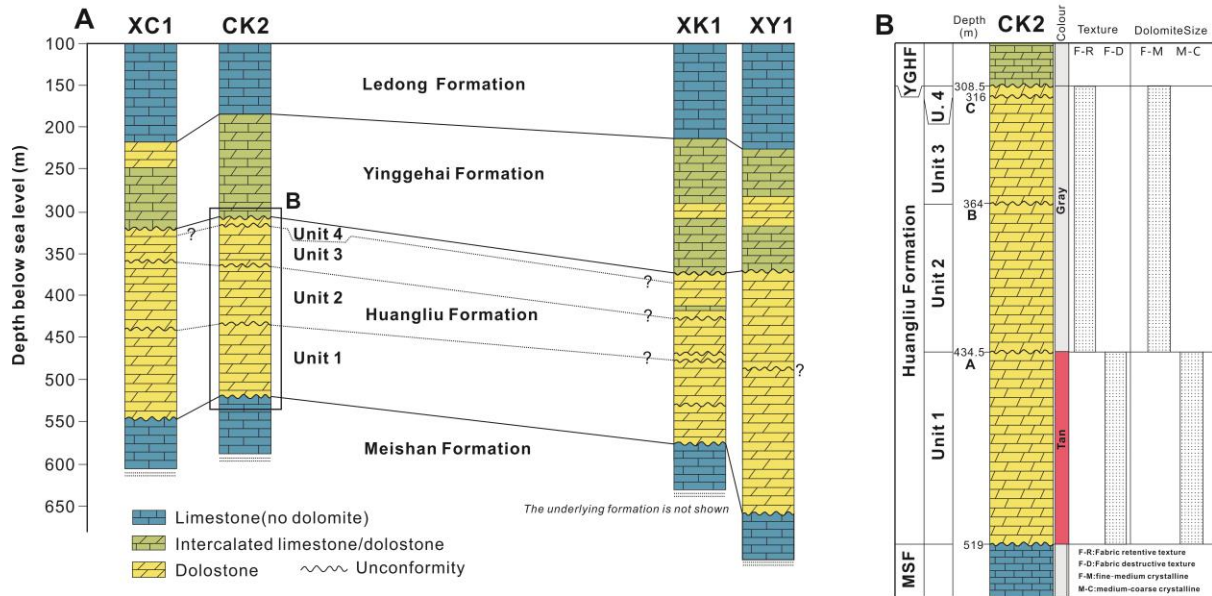 A
XC1
CK2
XK1
XY1
Depth below sea level (m)
100
150
200
250
300
350
400
450
500
550
600
650
Ledong Formation
Yinggehai Formation
B
?
Unit 4
Unit 3
Unit 2
Huangliu Formation
Unit 1
Meishan Formation
?
?
?
?
The underlying formation is not shown
Limestone(no dolomite)
Intercalated limestone/dolostone
Dolostone
Unconformity
B
Depth
(m)
CK2
Colour
Texture
DolomiteSize
F-R
F-D
F-M
M-C
YGHF
Huangliu Formation
MSF
U. 4
Unit 3
Unit 2
Unit 1
308.5
316
C
364
B
434.5
A
519
Gray
Tan
F-R:Fabric retentive texture
F-D:Fabric destructive texture
F-M:fine-medium crystalline
M-C:medium-coarse crystalline